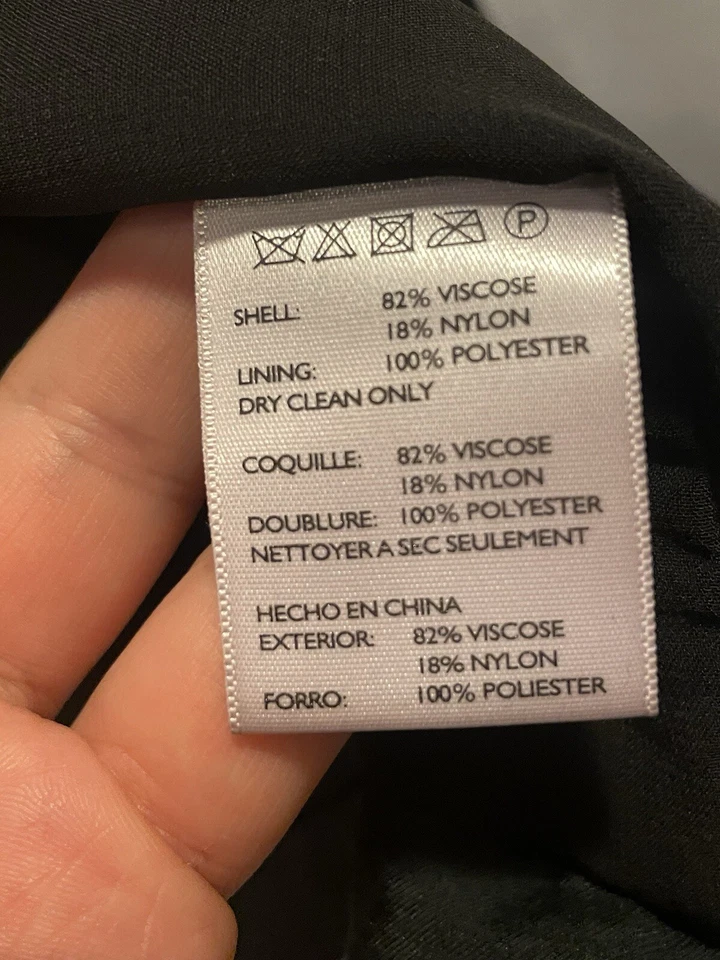 P
SHELL: 82% VISCOSE
18% NYLON
LINING: 100% POLYESTER
DRY CLEAN ONLY
COQUILLE: 82% VISCOSE
18% NYLON
DOUBLURE: 100% POLYESTER
NETTOYER A SEC SEULEMENT
HECHO EN CHINA
EXTERIOR: 82% VISCOSE
18% NYLON
FORRO: 100% POLIESTER